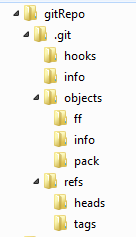 gitRepo
.git
hooks
info
objects
ff
info
pack
refs
heads
tags